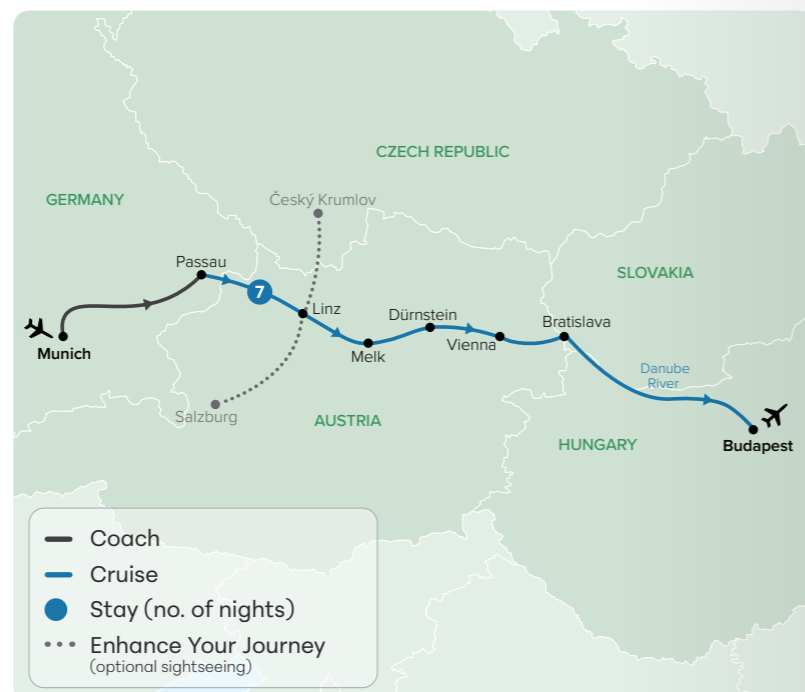 CZECH REPUBLIC
GERMANY
Český Krumlov
Passau
SLOVAKIA
7
Linz
Dürnstein
Bratislava
Munich
Melk
Vienna
Danube
River
Salzburg
AUSTRIA
HUNGARY
Budapest
Coach
Cruise
Stay (no. of nights)
Enhance Your Journey
(optional sightseeing)